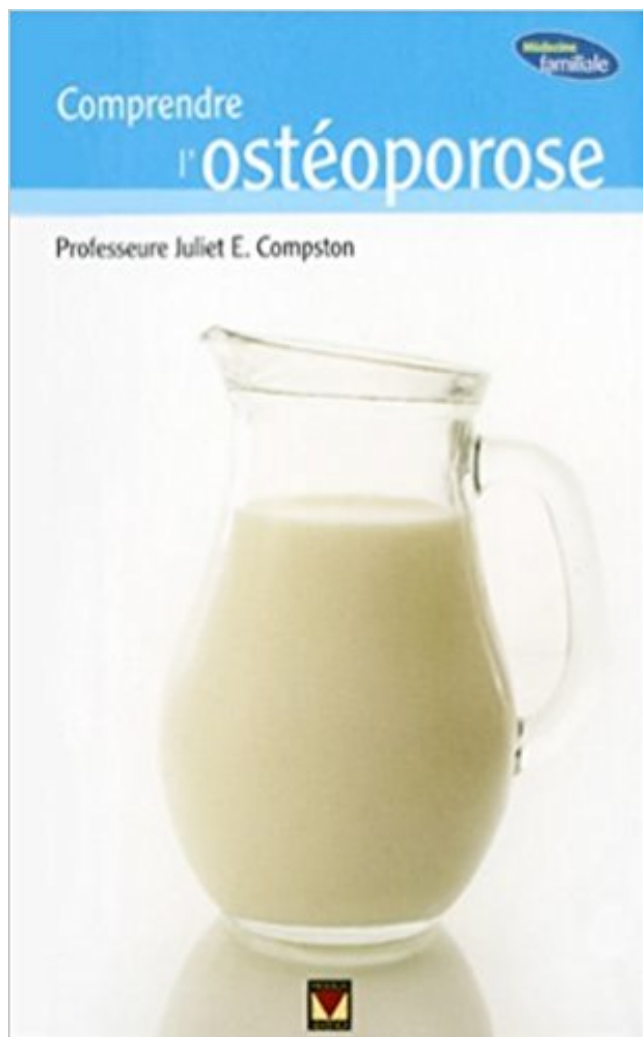 Médecine
familiale
Comprendre
l'ostéoporose
Professeure Juliet E. Compston